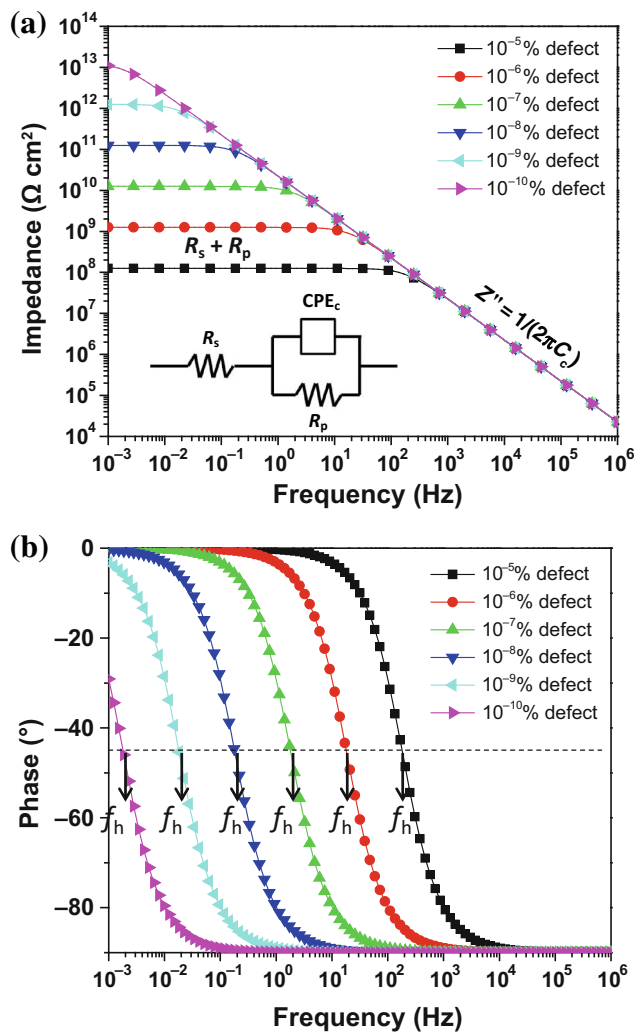 (a)
10¹⁴
10¹³
10¹²
10¹¹
10¹⁰
10⁹
10⁸
10⁷
10⁶
10⁵
10⁴
Impedance (Ω cm²)
10⁻⁵% defect
10⁻⁶% defect
10⁻⁷% defect
10⁻⁸% defect
10⁻⁹% defect
10⁻¹⁰% defect
Rs + Rp
CPEc
Rs
Rp
Z'' = 1/(2πCc)
10⁻³ 10⁻² 10⁻¹ 10⁰ 10¹ 10² 10³ 10⁴ 10⁵ 10⁶
Frequency (Hz)
(b)
0
−20
−40
−60
−80
Phase (°)
10⁻⁵% defect
10⁻⁶% defect
10⁻⁷% defect
10⁻⁸% defect
10⁻⁹% defect
10⁻¹⁰% defect
fh fh fh fh fh fh
10⁻³ 10⁻² 10⁻¹ 10⁰ 10¹ 10² 10³ 10⁴ 10⁵ 10⁶
Frequency (Hz)